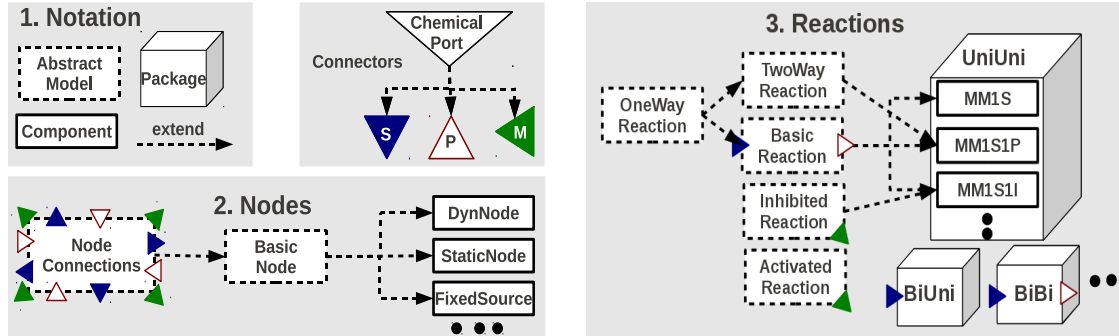 1. Notation
Abstract
Model
Package
Component
extend
Chemical
Port
Connectors
S
P
M
2. Nodes
Node
Connections
Basic
Node
DynNode
StaticNode
FixedSource
3. Reactions
OneWay
Reaction
TwoWay
Reaction
Basic
Reaction
Inhibited
Reaction
Activated
Reaction
UniUni
MM1S
MM1S1P
MM1S1I
BiUni
BiBi